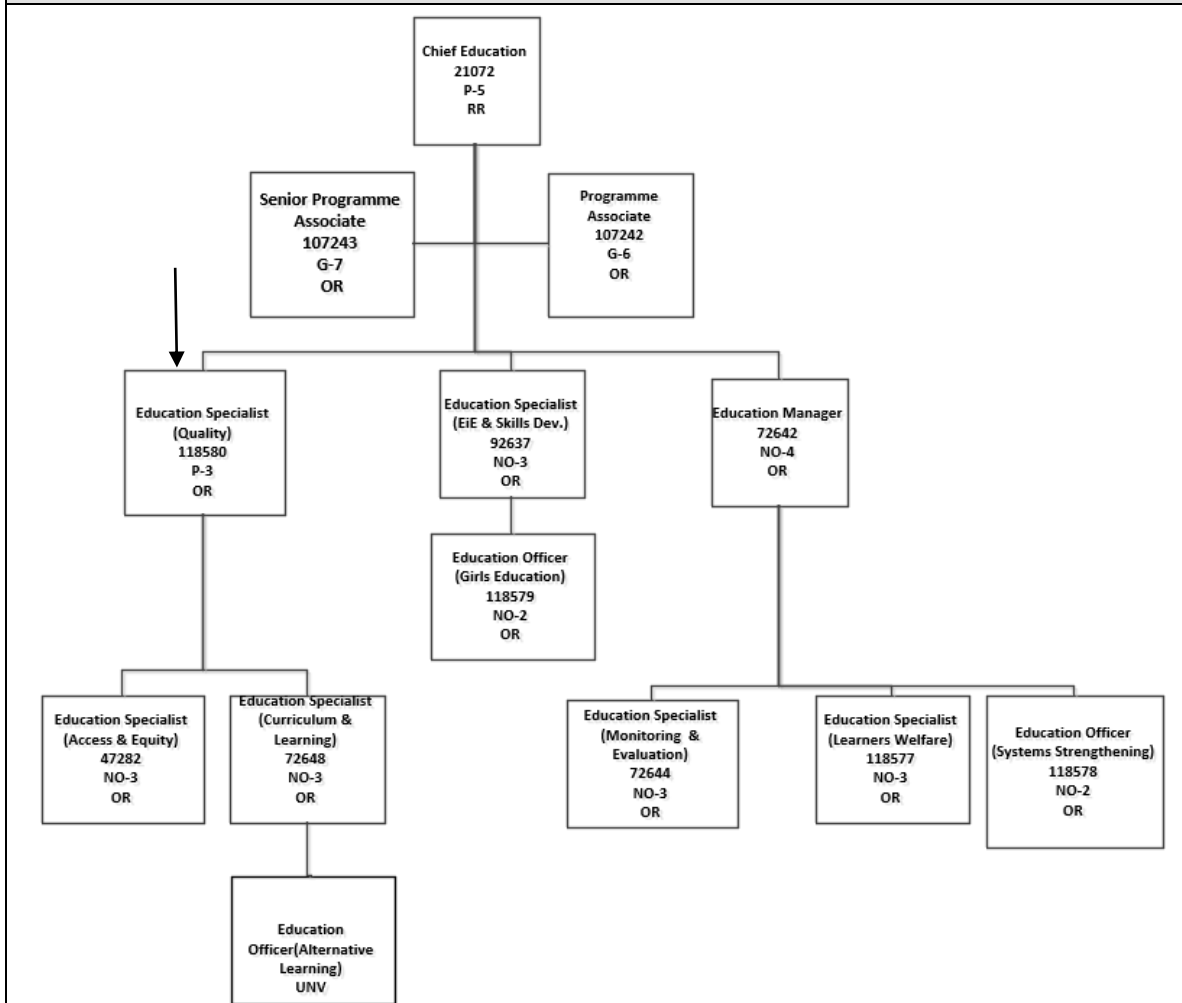 Chief Education
21072
P-5
RR
Senior Programme
Associate
107243
G-7
OR
Programme
Associate
107242
G-6
OR
Education Specialist
(Quality)
118580
P-3
OR
Education Specialist
(EiE & Skills Dev.)
92637
NO-3
OR
Education Manager
72642
NO-4
OR
Education Officer
(Girls Education)
118579
NO-2
OR
Education Specialist
(Access & Equity)
47282
NO-3
OR
Education Specialist
(Curriculum &
Learning)
72648
NO-3
OR
Education Specialist
(Monitoring &
Evaluation)
72644
NO-3
OR
Education Specialist
(Learners Welfare)
118577
NO-3
OR
Education Officer
(Systems Strengthening)
118578
NO-2
OR
Education
Officer(Alternative
Learning)
UNV